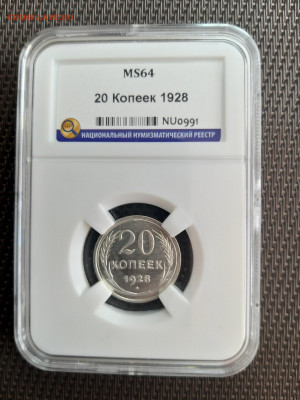 MS64
20 Копеек 1928
NU0991
НАЦИОНАЛЬНЫЙ НУМИЗМАТИЧЕСКИЙ РЕЕСТР
20
КОПЕЕК
1928